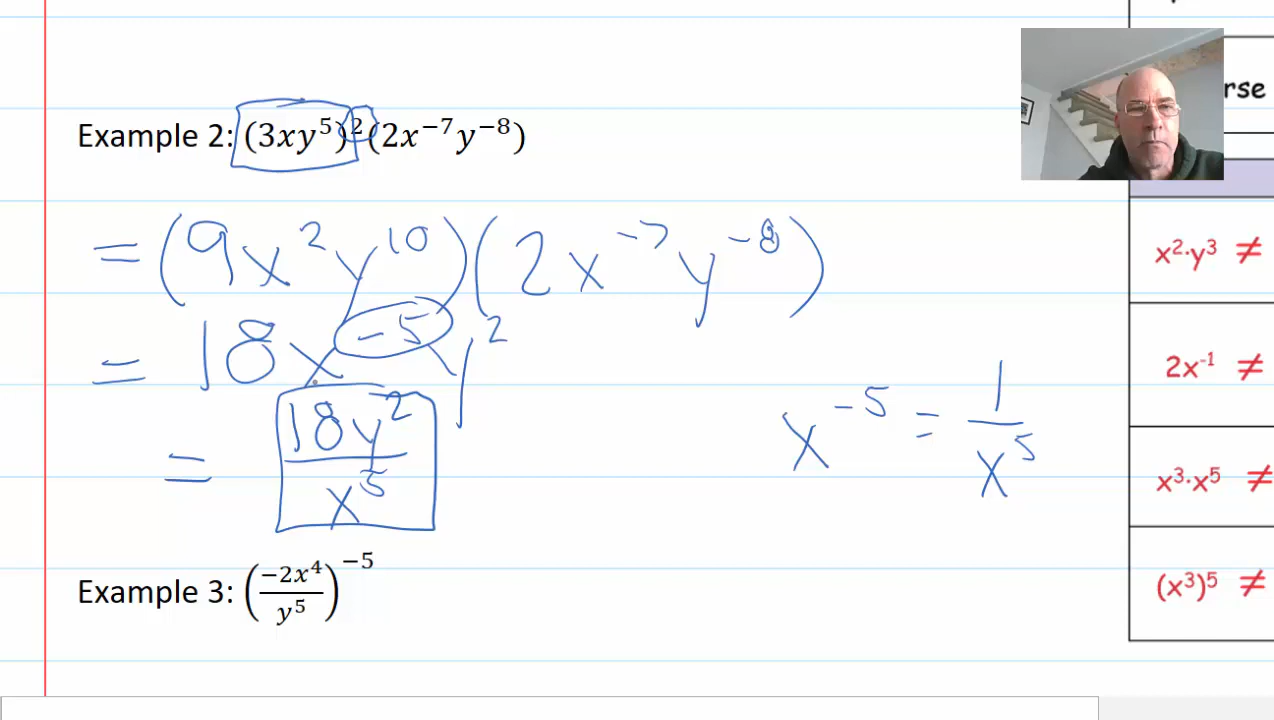 Example 2: (3xy⁵)²(2x⁻⁷y⁻⁸)
= (9x²y¹⁰)(2x⁻⁷y⁻⁸)
= 18x⁻⁵y²
= 18y²/x⁵
x⁻⁵ = 1/x⁵
Example 3: (−2x⁴/y⁵)⁻⁵
rse
x²·y³ ≠
2x⁻¹ ≠
x³·x⁵ ≠
(x³)⁵ ≠